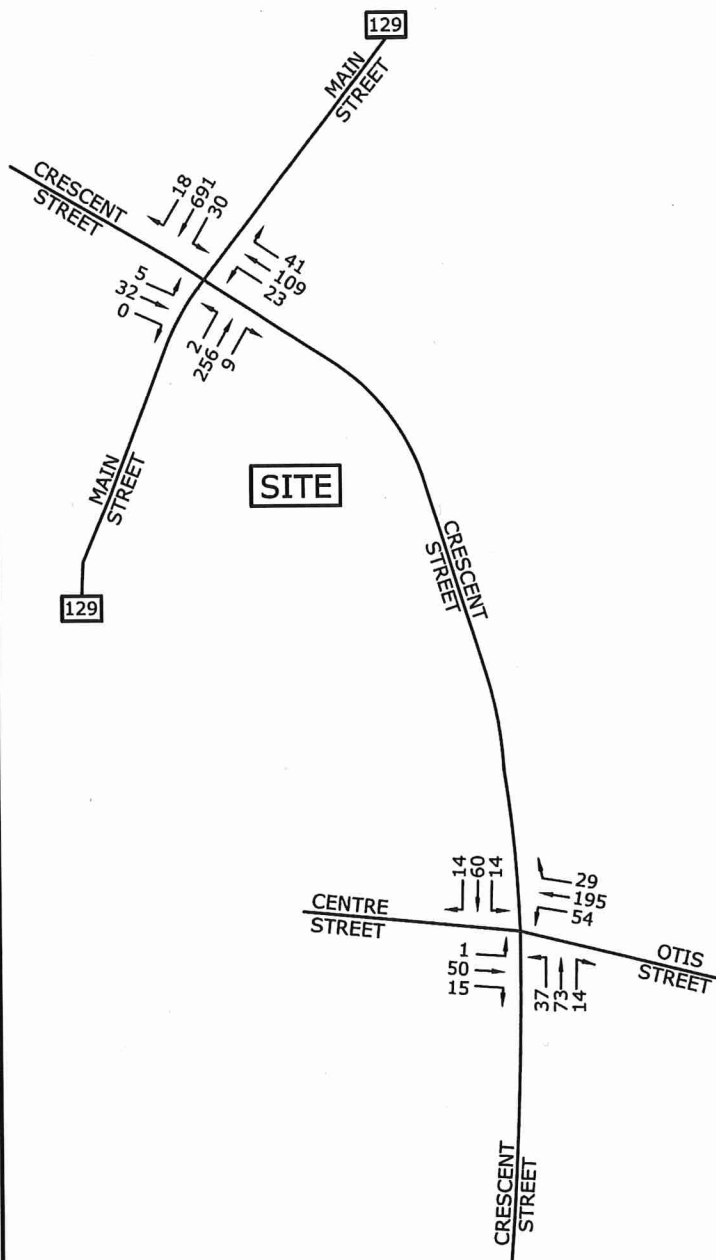 129
MAIN
STREET
CRESCENT
STREET
18
691
30
41
109
23
5
32
0
2
256
9
MAIN
STREET
SITE
129
CRESCENT
STREET
14
60
14
29
195
54
CENTRE
STREET
1
50
15
37
73
14
OTIS
STREET
CRESCENT
STREET